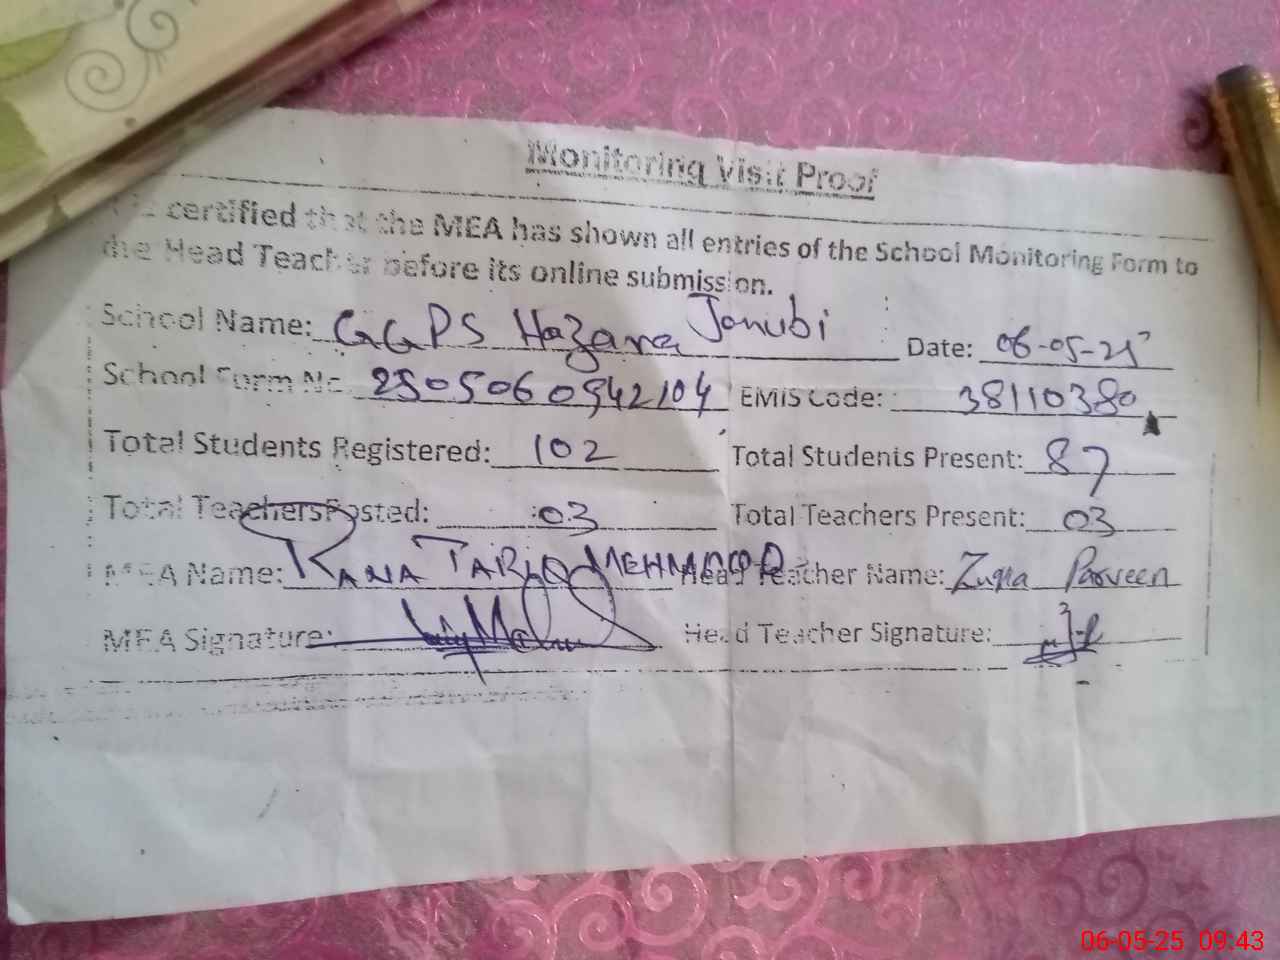 Monitoring Visit Proof
It is certified that the MEA has shown all entries of the School Monitoring Form to
the Head Teacher before its online submission.
School Name: GGPS Hazara Janubi Date: 06-05-25
School Form No. 2505060942104 EMIS Code: 38110380
Total Students Registered: 102 Total Students Present: 87
Total Teachers Posted: 03 Total Teachers Present: 03
MEA Name: RANA TARIQ MEHMOOD Head Teacher Name: Parveen
MEA Signature: Head Teacher Signature:
06-05-25 09:43